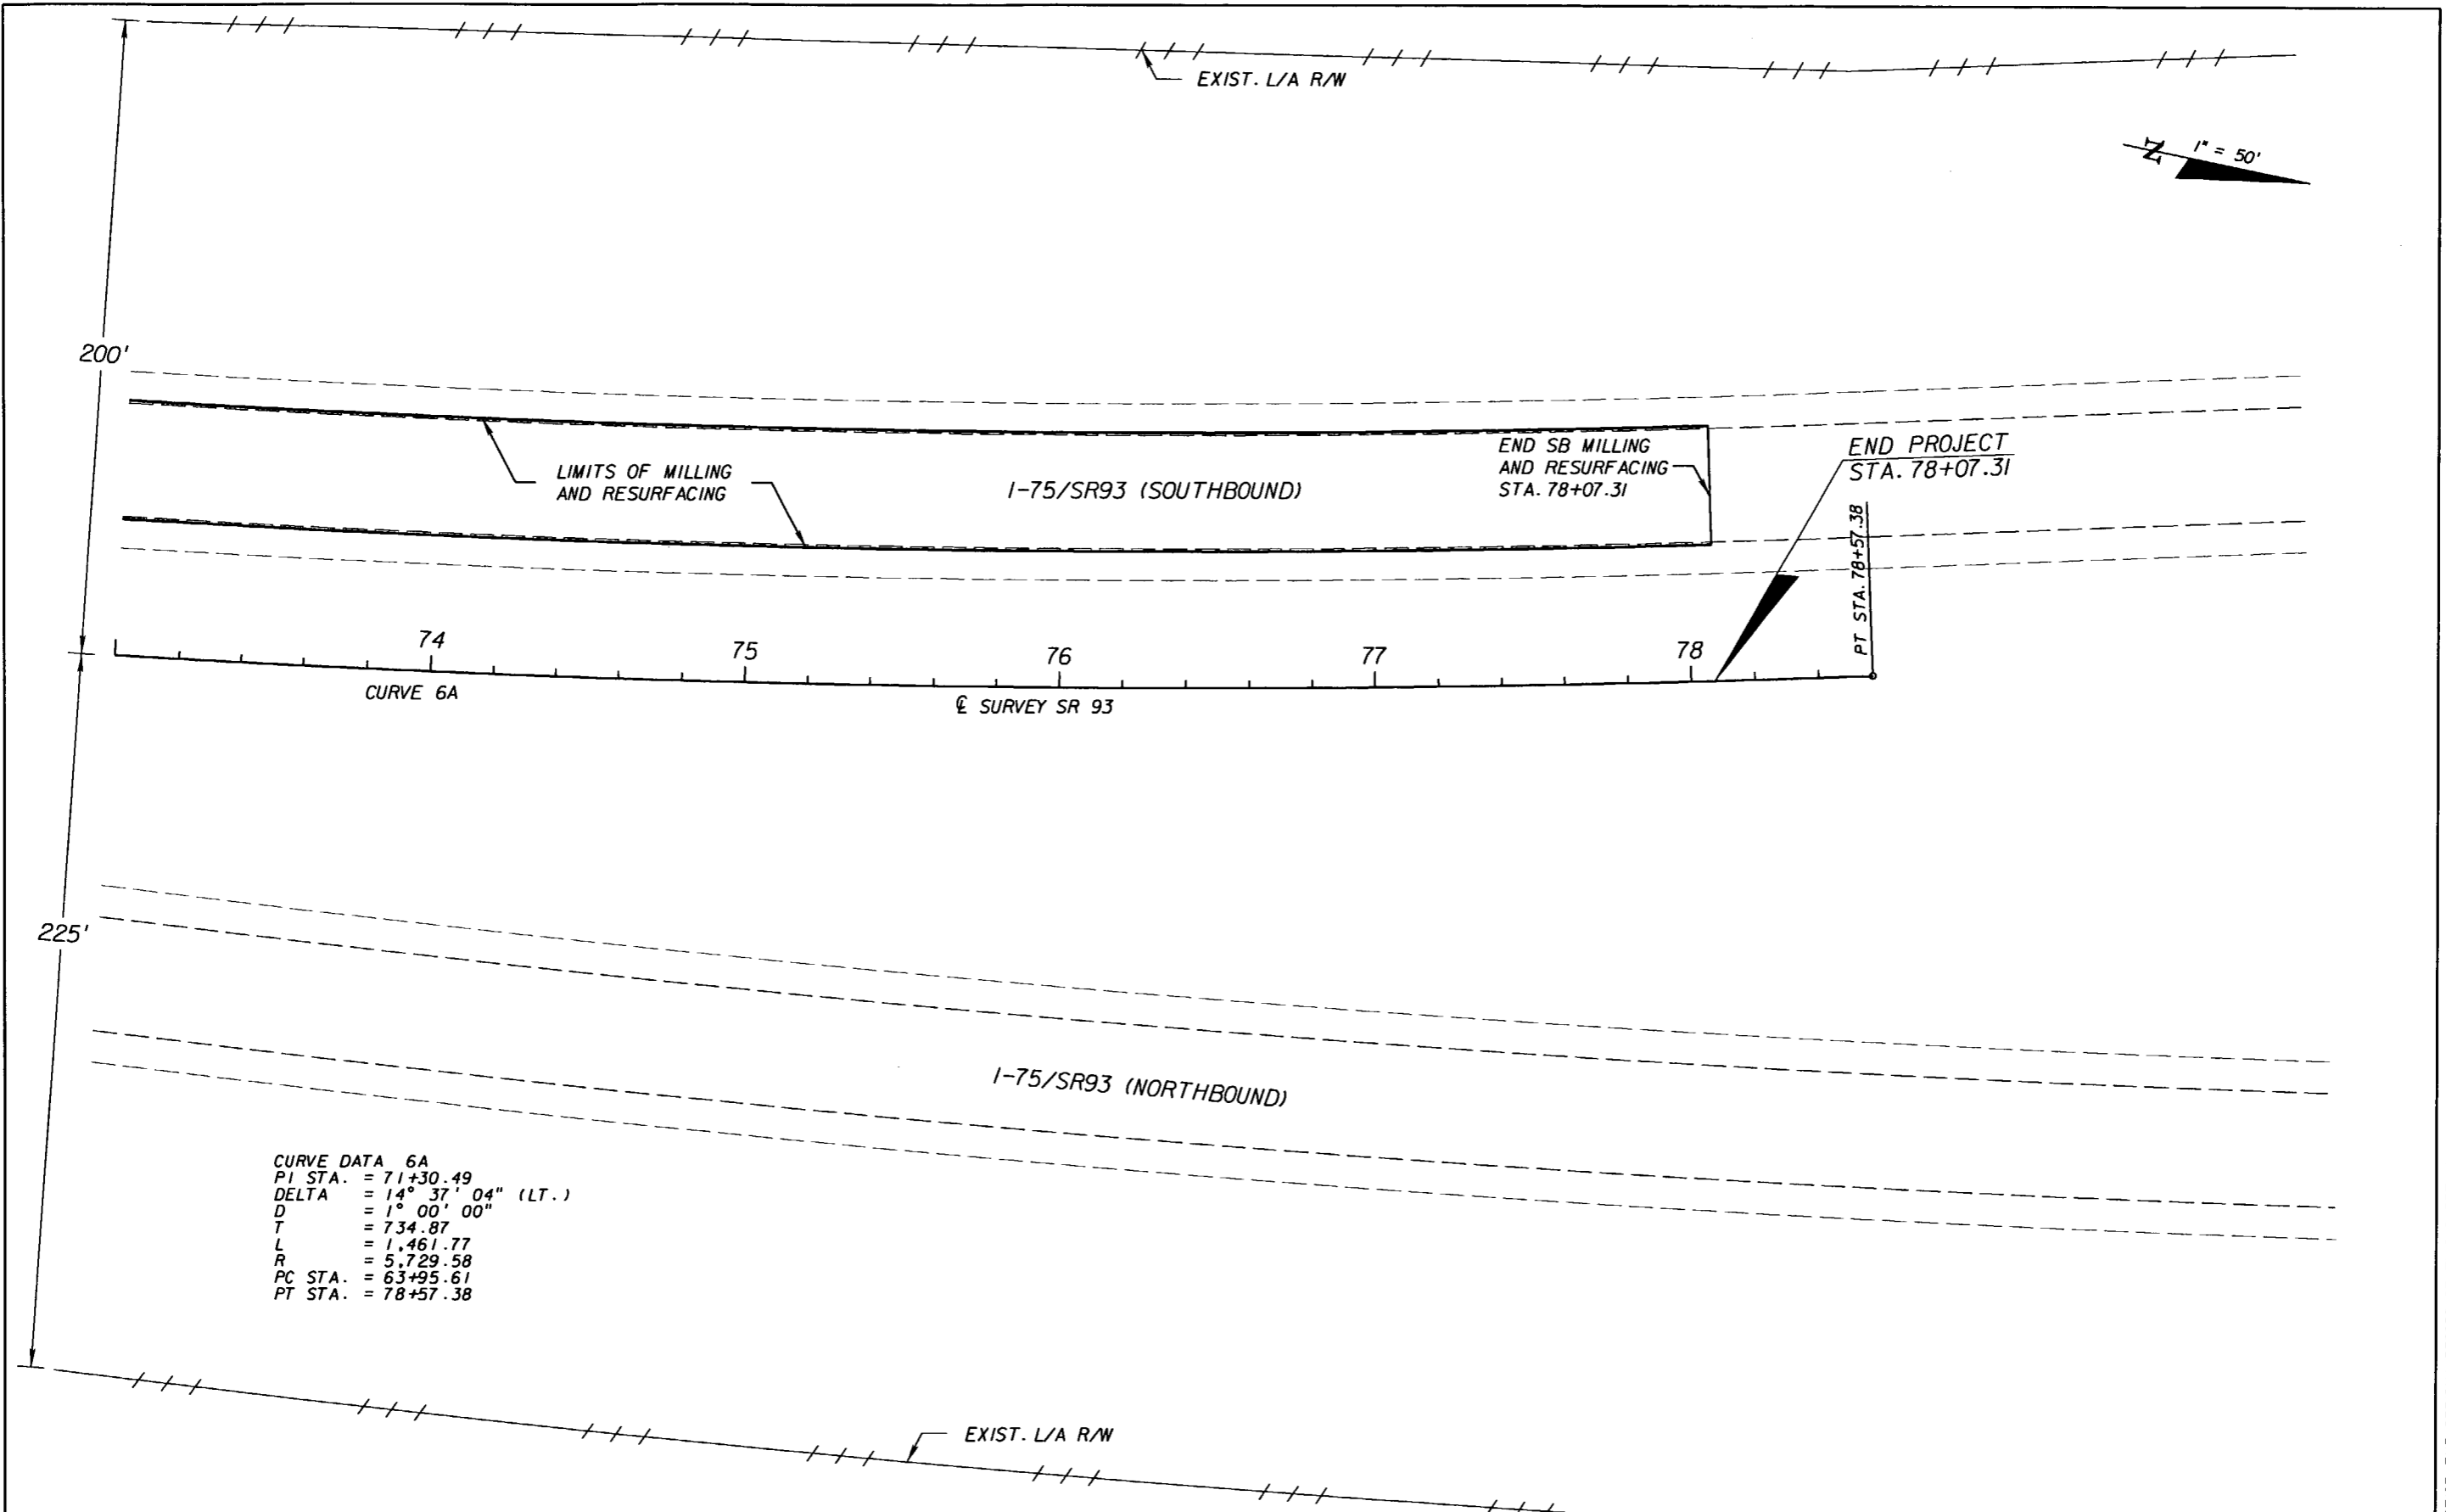 EXIST. L/A R/W
N
1" = 50'
200'
LIMITS OF MILLING
AND RESURFACING
I-75/SR93 (SOUTHBOUND)
END SB MILLING
AND RESURFACING
STA. 78+07.31
END PROJECT
STA. 78+07.31
PT STA. 78+57.38
74
75
76
77
78
CURVE 6A
℄ SURVEY SR 93
225'
I-75/SR93 (NORTHBOUND)
CURVE DATA 6A
PI STA. = 71+30.49
DELTA = 14° 37' 04" (LT.)
D = 1° 00' 00"
T = 734.87
L = 1,461.77
R = 5,729.58
PC STA. = 63+95.61
PT STA. = 78+57.38
EXIST. L/A R/W